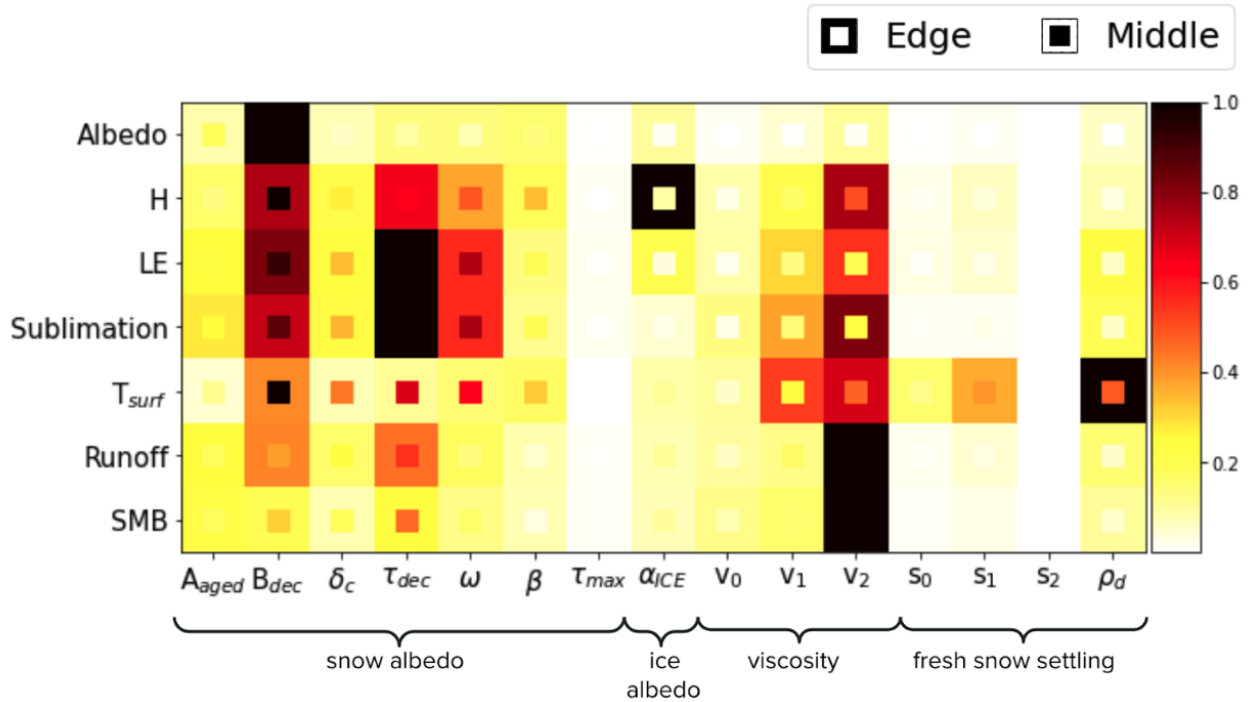 Edge Middle
Albedo
H
LE
Sublimation
T_surf
Runoff
SMB
1.0
0.8
0.6
0.4
0.2
A_aged B_dec δ_c τ_dec ω β τ_max α_ICE v_0 v_1 v_2 s_0 s_1 s_2 ρ_d
snow albedo ice albedo viscosity fresh snow settling